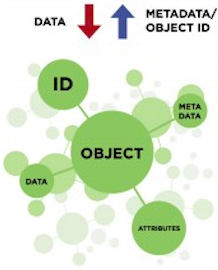 DATA
METADATA/
OBJECT ID
ID
META
DATA
OBJECT
DATA
ATTRIBUTES